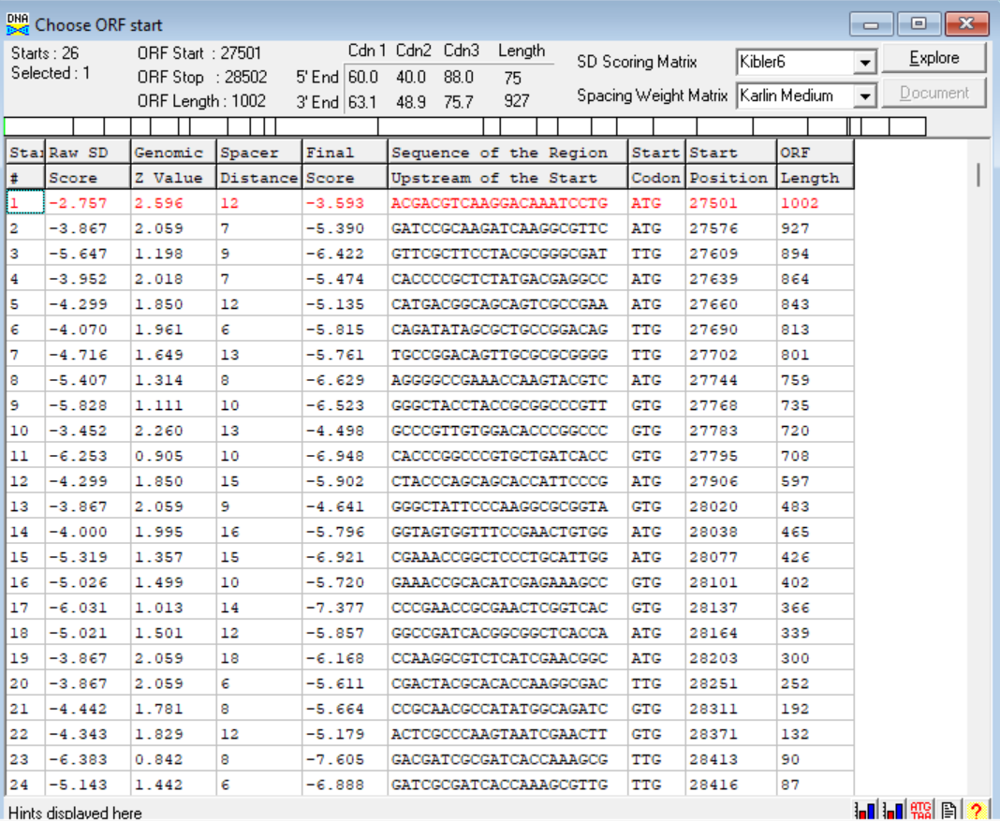 DNA Choose ORF start
Starts : 26 ORF Start : 27501 Cdn 1 Cdn2 Cdn3 Length SD Scoring Matrix Kibler6 Explore
Selected : 1 ORF Stop : 28502 5' End 60.0 40.0 88.0 75
ORF Length : 1002 3' End 63.1 48.9 75.7 927 Spacing Weight Matrix Karlin Medium Document
Star Raw SD Genomic Spacer Final Sequence of the Region Start Start ORF
# Score Z Value Distance Score Upstream of the Start Codon Position Length
1 -2.757 2.596 12 -3.593 ACGACGTCAAGGACAAATCCTG ATG 27501 1002
2 -3.867 2.059 7 -5.390 GATCCGCAAGATCAAGGCGTTC ATG 27576 927
3 -5.647 1.198 9 -6.422 GTTCGCTTCCTACGCGGGCGAT TTG 27609 894
4 -3.952 2.018 7 -5.474 CACCCCGCTCTATGACGAGGCC ATG 27639 864
5 -4.299 1.850 12 -5.135 CATGACGGCAGCAGTCGCCGAA ATG 27660 843
6 -4.070 1.961 6 -5.815 CAGATATAGCGCTGCCGGACAG TTG 27690 813
7 -4.716 1.649 13 -5.761 TGCCGGACAGTTGCGCGCGGGG TTG 27702 801
8 -5.407 1.314 8 -6.629 AGGGGCCGAAACCAAGTACGTC ATG 27744 759
9 -5.828 1.111 10 -6.523 GGGCTACCTACCGCGGCCCGTT GTG 27768 735
10 -3.452 2.260 13 -4.498 GCCCGTTGTGGACACCCGGCCC GTG 27783 720
11 -6.253 0.905 10 -6.948 CACCCGGCCCGTGCTGATCACC GTG 27795 708
12 -4.299 1.850 15 -5.902 CTACCCAGCAGCACCATTCCCG ATG 27906 597
13 -3.867 2.059 9 -4.641 GGGCTATTCCCAAGGCGCGGTA GTG 28020 483
14 -4.000 1.995 16 -5.796 GGTAGTGGTTTCCGAACTGTGG ATG 28038 465
15 -5.319 1.357 15 -6.921 CGAAACCGGCTCCCTGCATTGG ATG 28077 426
16 -5.026 1.499 10 -5.720 GAAACCGCACATCGAGAAAGCC GTG 28101 402
17 -6.031 1.013 14 -7.377 CCCGAACCGCGAACTCGGTCAC GTG 28137 366
18 -5.021 1.501 12 -5.857 GGCCGATCACGGCGGCTCACCA ATG 28164 339
19 -3.867 2.059 18 -6.168 CCAAGGCGTCTCATCGAACGGC ATG 28203 300
20 -3.867 2.059 6 -5.611 CGACTACGCACACCAAGGCGAC TTG 28251 252
21 -4.442 1.781 8 -5.664 CCGCAACGCCATATGGCAGATC GTG 28311 192
22 -4.343 1.829 12 -5.179 ACTCGCCCAAGTAATCGAACTT GTG 28371 132
23 -6.383 0.842 8 -7.605 GACGATCGCGATCACCAAAGCG TTG 28413 90
24 -5.143 1.442 6 -6.888 GATCGCGATCACCAAAGCGTTG TTG 28416 87
Hints displayed here ATG TAA ?